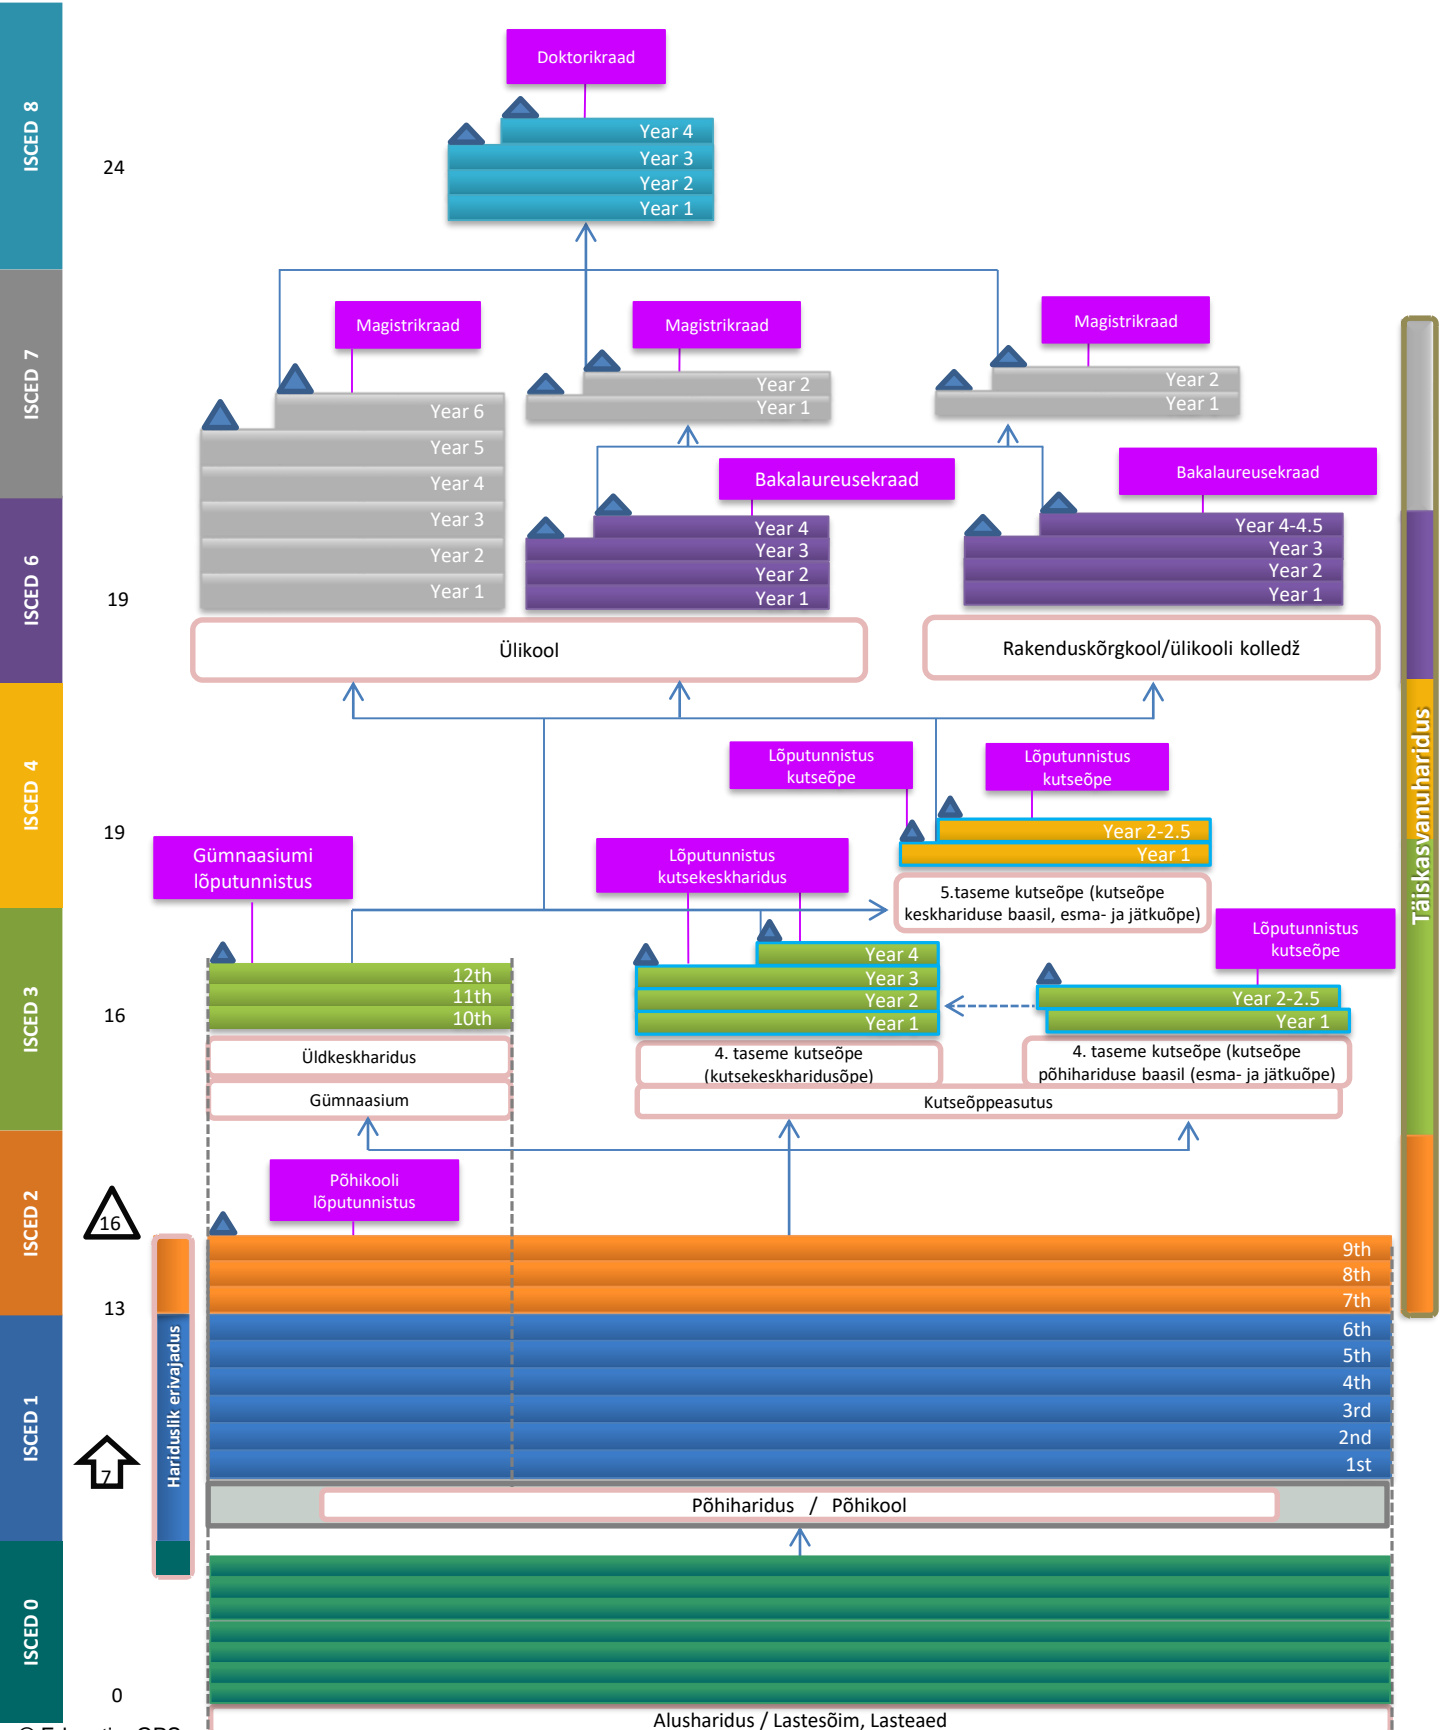 Doktorikraad
ISCED 8
24
Year 4
Year 3
Year 2
Year 1
ISCED 7
Magistrikraad
Magistrikraad
Magistrikraad
Year 6
Year 5
Year 4
Year 3
Year 2
Year 1
Year 2
Year 1
Year 2
Year 1
ISCED 6
19
Bakalaureusekraad
Year 4
Year 3
Year 2
Year 1
Bakalaureusekraad
Year 4-4.5
Year 3
Year 2
Year 1
Ülikool
Rakenduskõrgkool/ülikooli kolledž
Täiskasvanuharidus
ISCED 4
19
Lõputunnistus
kutseõpe
Lõputunnistus
kutseõpe
Year 2-2.5
Year 1
5.taseme kutseõpe (kutseõpe
keskhariduse baasil, esma- ja jätkuõpe)
Gümnaasiumi
lõputunnistus
Lõputunnistus
kutsekeskharidus
Lõputunnistus
kutseõpe
ISCED 3
16
12th
11th
10th
Year 4
Year 3
Year 2
Year 1
Year 2-2.5
Year 1
Üldkeskharidus
4. taseme kutseõpe
(kutsekeskharidusõpe)
4. taseme kutseõpe (kutseõpe
põhihariduse baasil (esma- ja jätkuõpe)
Gümnaasium
Kutseõppeasutus
ISCED 2
16
13
Põhikooli
lõputunnistus
9th
8th
7th
ISCED 1
7
Hariduslik erivajadus
6th
5th
4th
3rd
2nd
1st
Põhiharidus / Põhikool
ISCED 0
0
Alusharidus / Lastesõim, Lasteaed